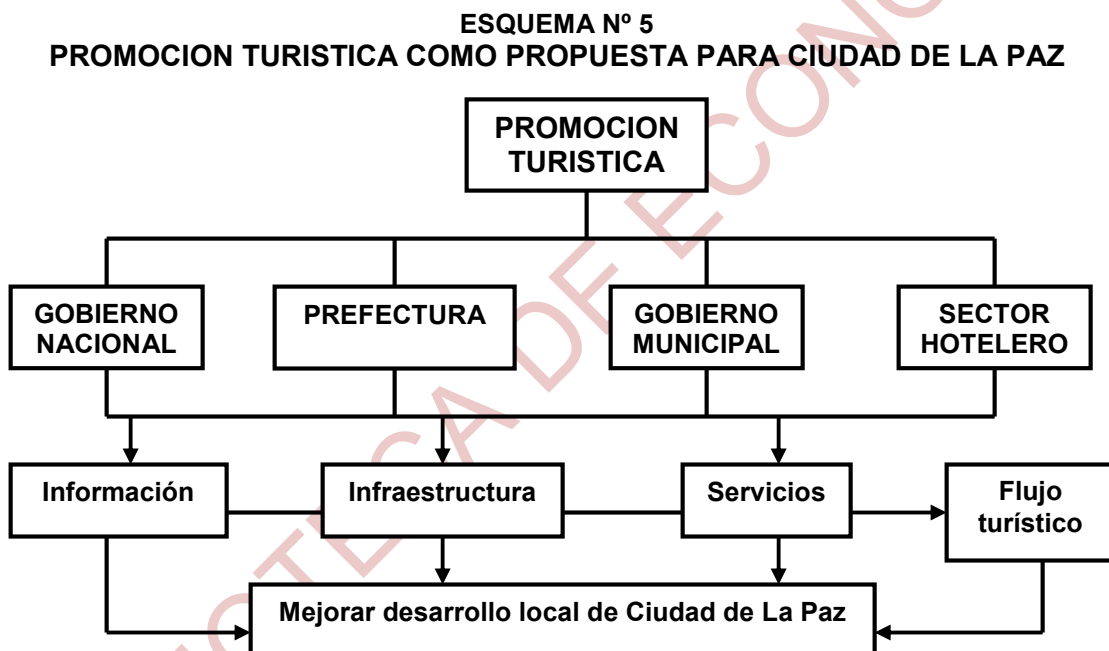 ESQUEMA Nº 5
PROMOCION TURISTICA COMO PROPUESTA PARA CIUDAD DE LA PAZ
PROMOCION
TURISTICA
GOBIERNO
NACIONAL
PREFECTURA
GOBIERNO
MUNICIPAL
SECTOR
HOTELERO
Información
Infraestructura
Servicios
Flujo
turístico
Mejorar desarrollo local de Ciudad de La Paz
DE